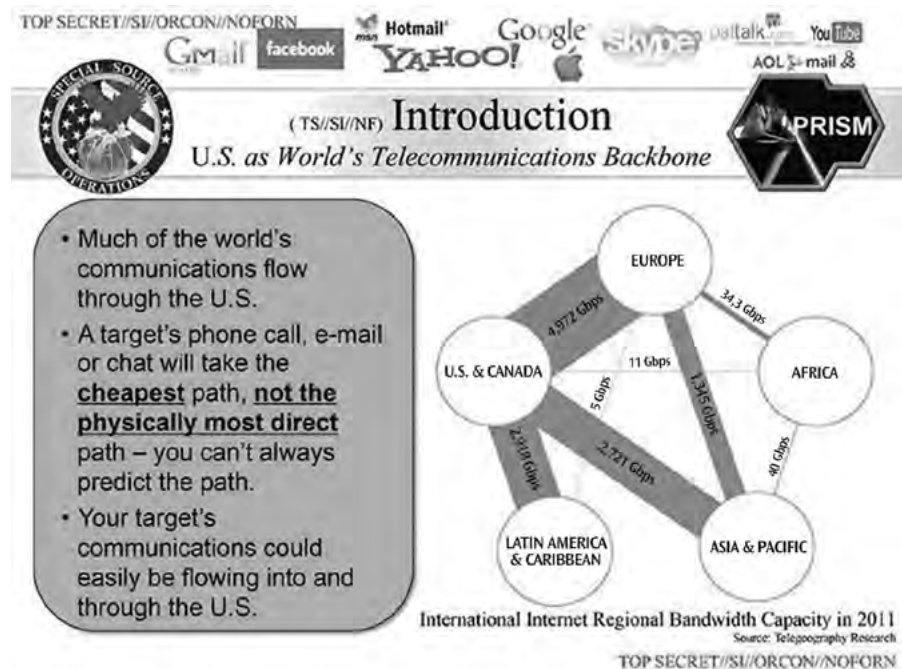 TOP SECRET//SI//ORCON//NOFORN
GMail facebook msn Hotmail YAHOO! Google skype paltalk You Tube
AOL mail
SPECIAL SOURCE
OPERATIONS
(TS//SI//NF) Introduction
U.S. as World's Telecommunications Backbone
PRISM
• Much of the world's
communications flow
through the U.S.
• A target's phone call, e-mail
or chat will take the
cheapest path, not the
physically most direct
path – you can't always
predict the path.
• Your target's
communications could
easily be flowing into and
through the U.S.
EUROPE
4,972 Gbps
34,3 Gbps
U.S. & CANADA
11 Gbps
AFRICA
5 Gbps
1,345 Gbps
2,918 Gbps
2,721 Gbps
40 Gbps
LATIN AMERICA
& CARIBBEAN
ASIA & PACIFIC
International Internet Regional Bandwidth Capacity in 2011
Source: Telegeography Research
TOP SECRET//SI//ORCON//NOFORN